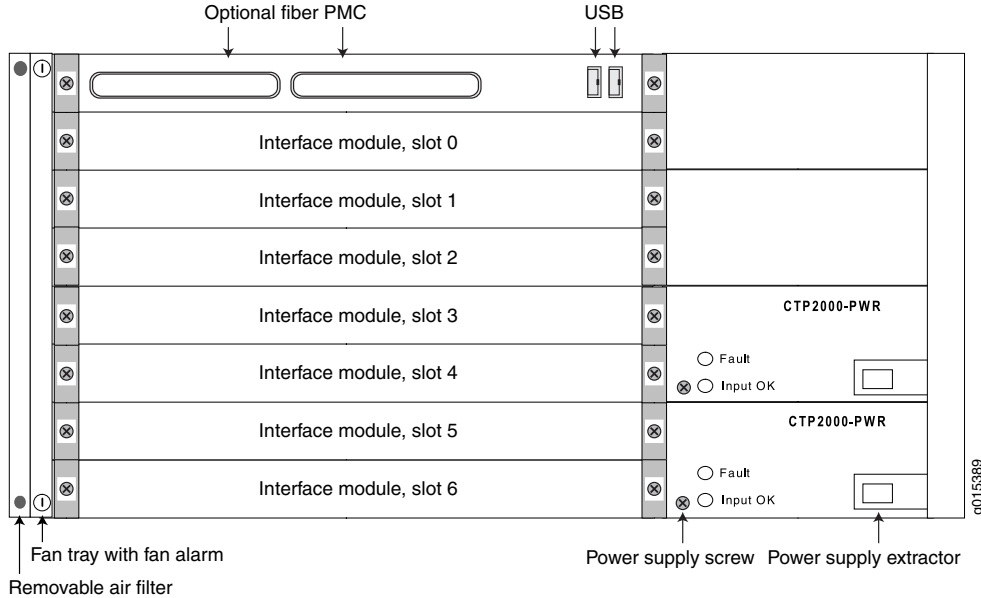 Optional fiber PMC
USB
Interface module, slot 0
Interface module, slot 1
Interface module, slot 2
Interface module, slot 3
CTP2000-PWR
Fault
Interface module, slot 4
Input OK
Interface module, slot 5
CTP2000-PWR
Fault
Interface module, slot 6
Input OK
g015389
Fan tray with fan alarm
Power supply screw
Power supply extractor
Removable air filter